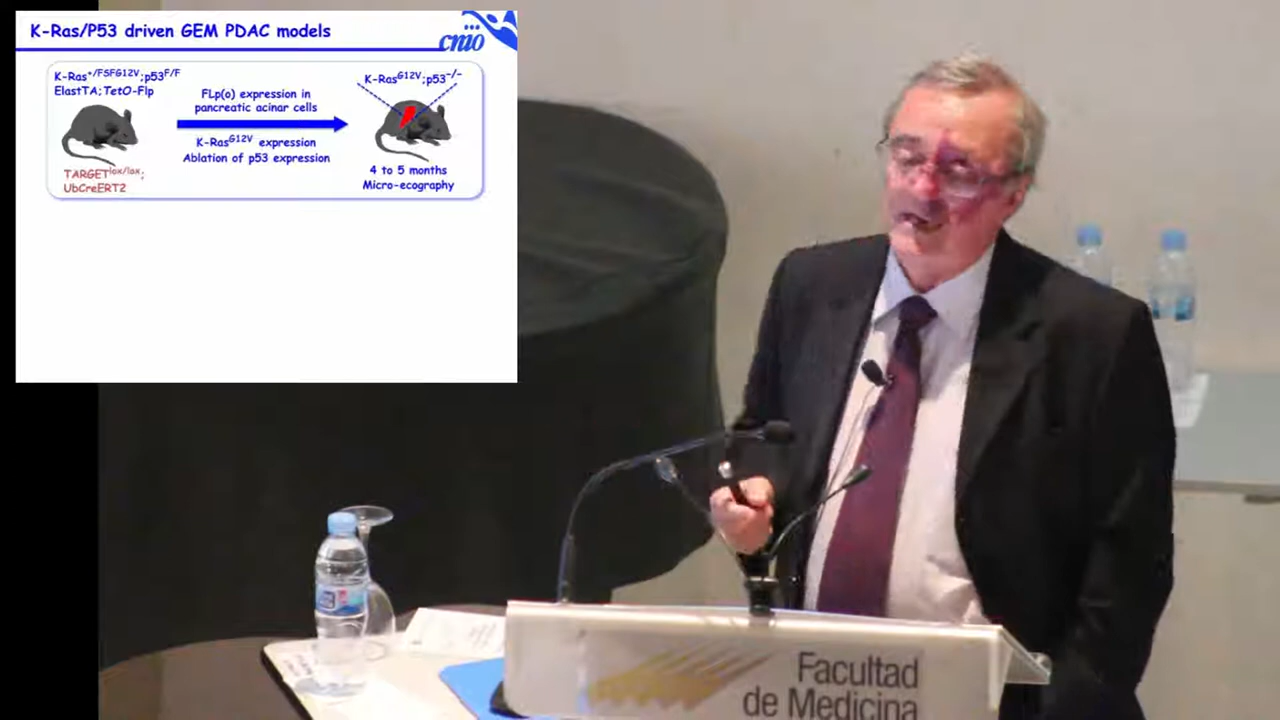 K-Ras/P53 driven GEM PDAC models
cnio
K-Ras+/FSFG12V;p53F/F
ElastTA;TetO-Flp
TARGETlox/lox;
UbCreERT2
FLp(o) expression in
pancreatic acinar cells
K-RasG12V expression
Ablation of p53 expression
K-RasG12V;p53-/-
4 to 5 months
Micro-ecography
Facultad
de Medicina